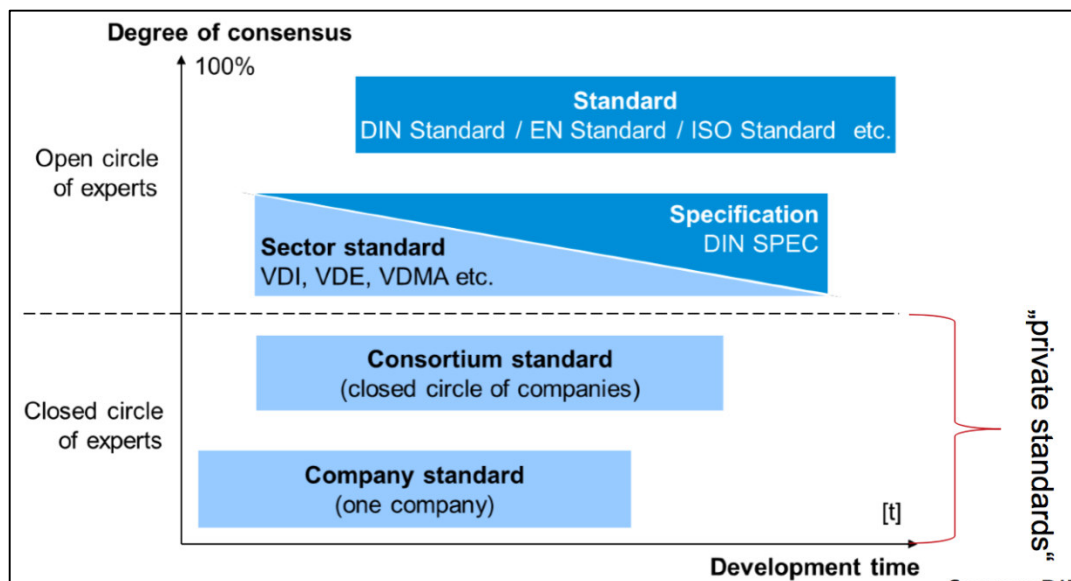 Degree of consensus
100%
Standard
DIN Standard / EN Standard / ISO Standard etc.
Open circle
of experts
Specification
DIN SPEC
Sector standard
VDI, VDE, VDMA etc.
Consortium standard
(closed circle of companies)
Closed circle
of experts
Company standard
(one company)
[t]
Development time
„private standards“